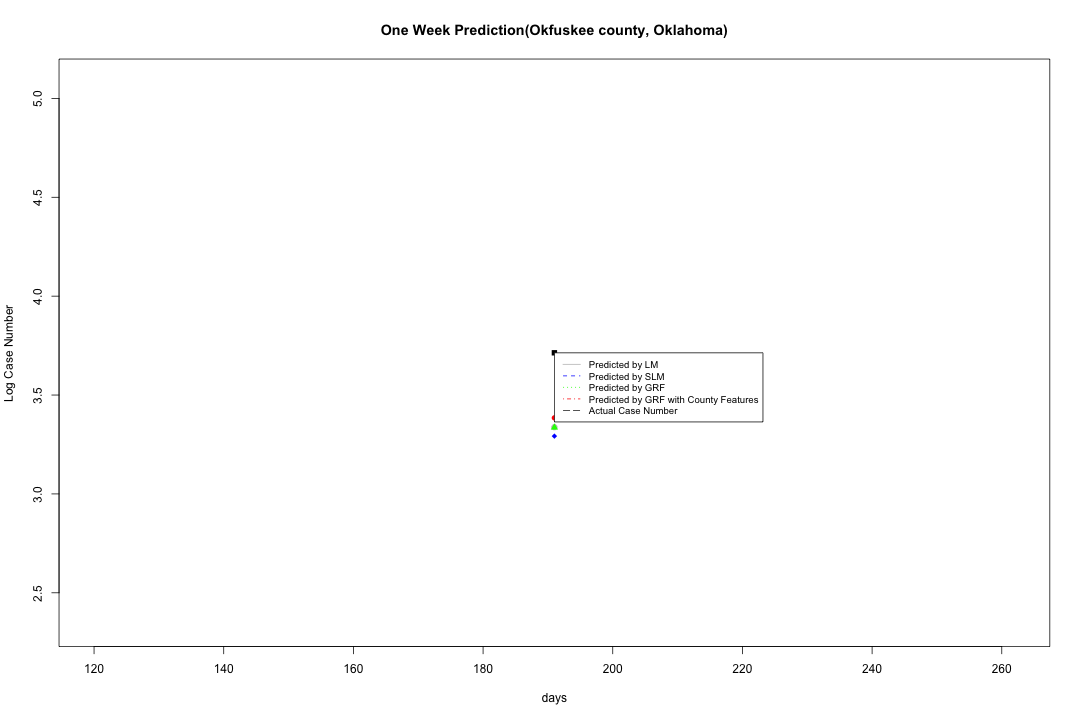 One Week Prediction(Okfuskee county, Oklahoma)
Log Case Number
5.0
4.5
4.0
3.5
3.0
2.5
Predicted by LM
Predicted by SLM
Predicted by GRF
Predicted by GRF with County Features
Actual Case Number
120 140 160 180 200 220 240 260
days